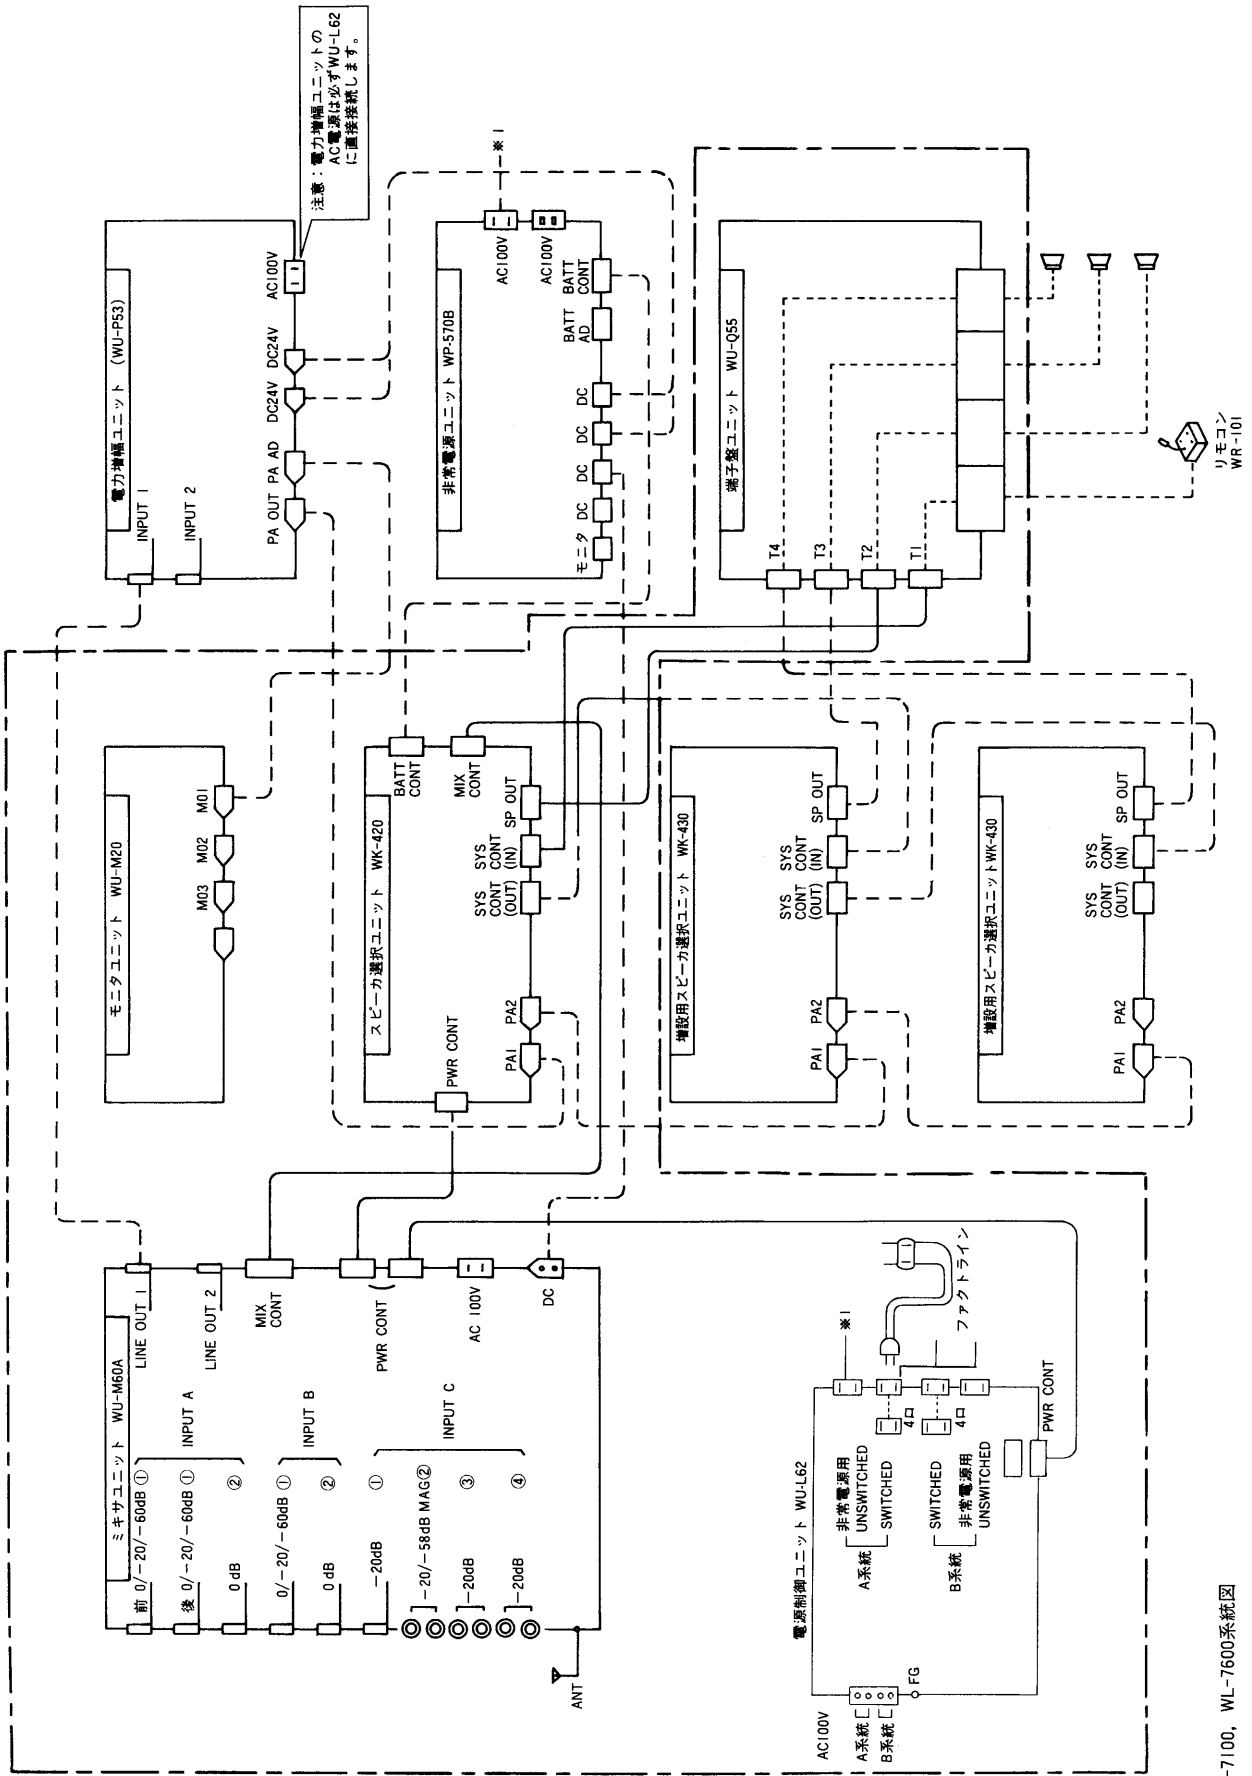 ミキサユニット WU-M60A
前 0/−20/−60dB ①
後 0/−20/−60dB ①
0 dB ②
INPUT A
0/−20/−60dB ①
0 dB ②
INPUT B
−20dB ①
−20/−58dB MAG②
−20dB ③
−20dB ④
INPUT C
ANT
LINE OUT 1
LINE OUT 2
MIX
CONT
PWR CONT
AC 100V
DC
モニタユニット WU-M20
M03
M02
M01
電力増幅ユニット (WU-P53)
INPUT 1
INPUT 2
PA OUT
PA AD
DC24V
DC24V
AC100V
注意：電力増幅ユニットの
AC電源は必ずWU-L62
に直接接続します。
スピーカ選択ユニット WK-420
PWR CONT
BATT
CONT
MIX
CONT
PA1
PA2
SYS
CONT
(OUT)
SYS
CONT
(IN)
SP OUT
非常電源ユニット WP-570B
モニタ
DC
DC
DC
DC
BATT
AD
BATT
CONT
AC100V
AC100V
※1
増設用スピーカ選択ユニット WK-430
PA1
PA2
SYS
CONT
(OUT)
SYS
CONT
(IN)
SP OUT
端子盤ユニット WU-Q55
T4
T3
T2
T1
リモコン
WR-101
電源制御ユニット WU-L62
AC100V
A系統
B系統
FG
A系統
非常電源用
UNSWITCHED
SWITCHED
4口
B系統
SWITCHED
4口
非常電源用
UNSWITCHED
※1
ファクトライン
PWR CONT
増設用スピーカ選択ユニットWK-430
PA1
PA2
SYS
CONT
(OUT)
SYS
CONT
(IN)
SP OUT
-7100, WL-7600系統図